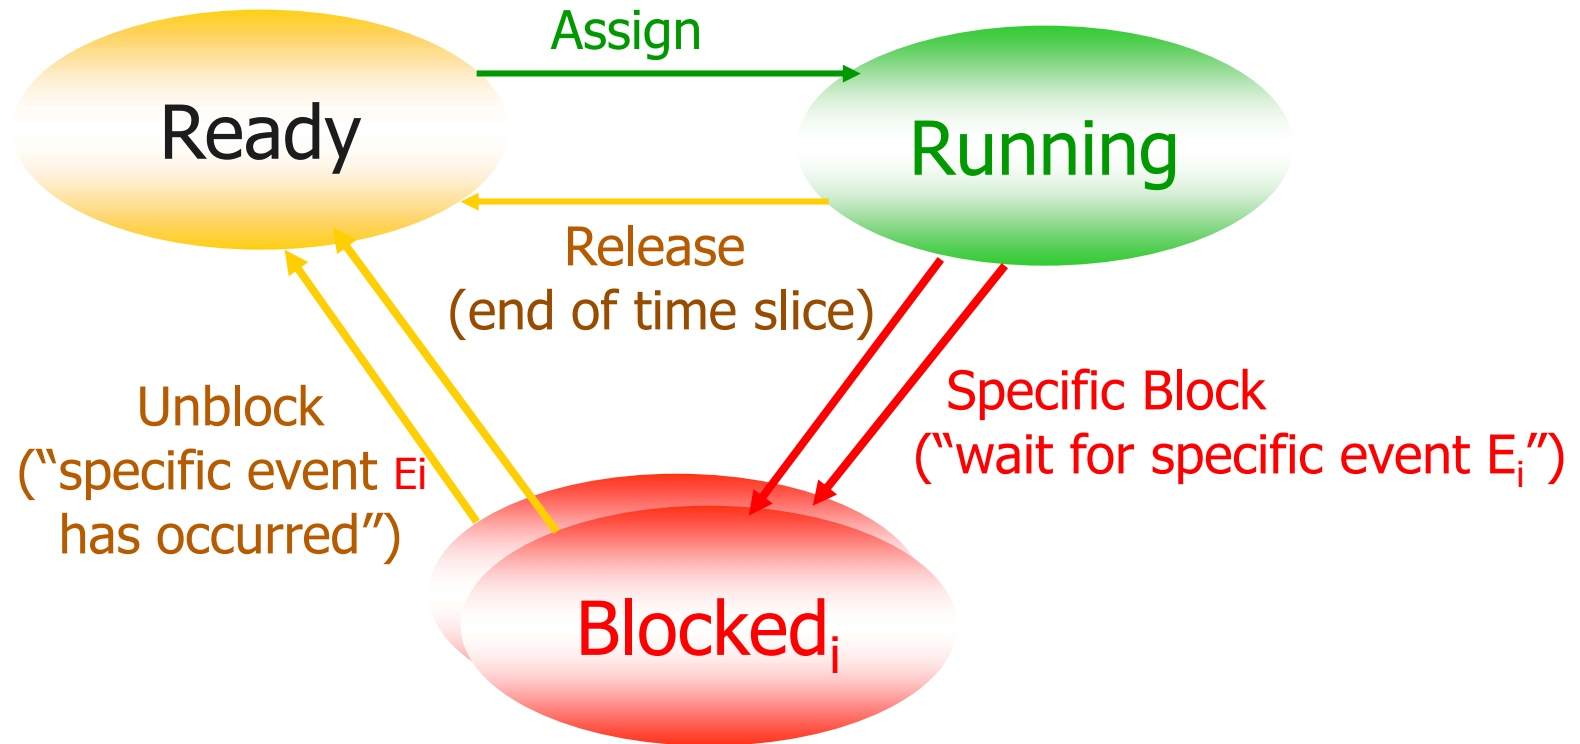 Assign
Ready
Running
Release
(end of time slice)
Unblock
(“specific event Ei
has occurred”)
Specific Block
(“wait for specific event Ei”)
Blockedi